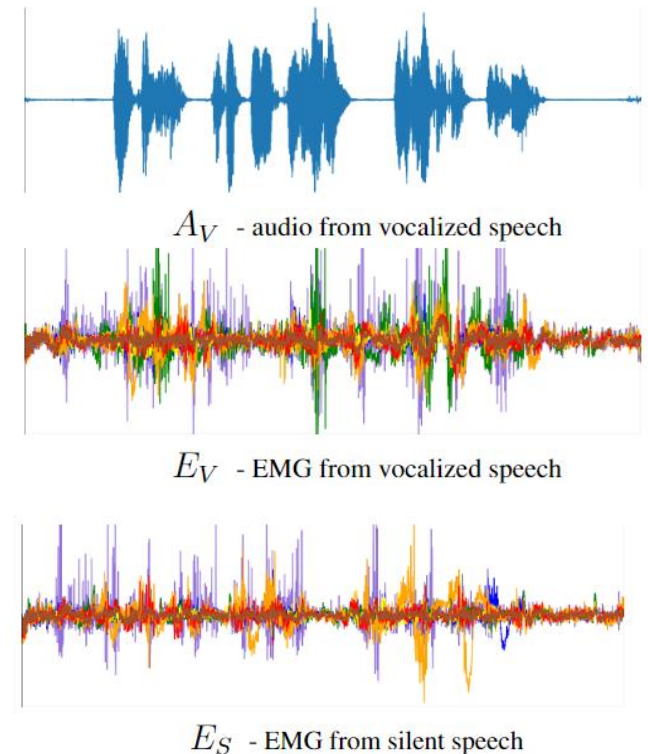 A_V - audio from vocalized speech
E_V - EMG from vocalized speech
E_S - EMG from silent speech